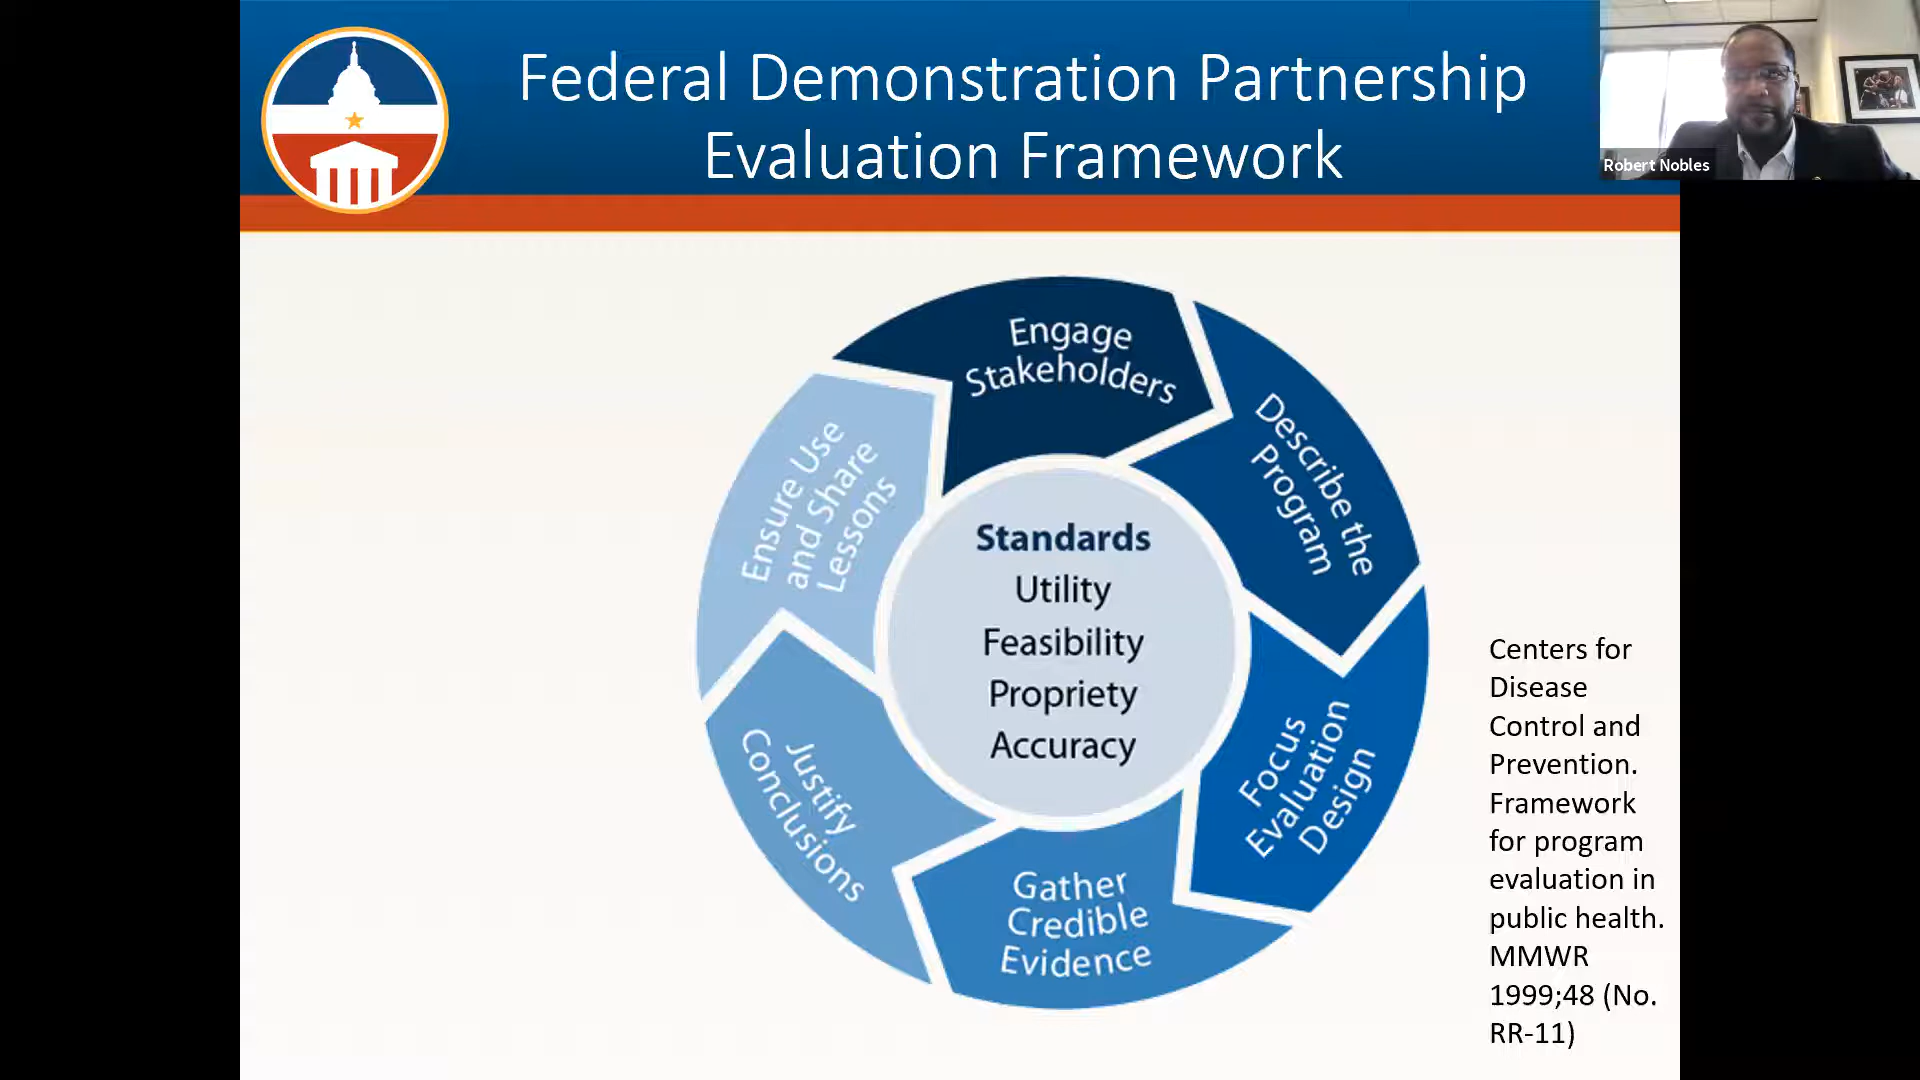 Federal Demonstration Partnership
Evaluation Framework
Robert Nobles
Engage
Stakeholders
Describe the
Program
Focus
Evaluation
Design
Gather
Credible
Evidence
Justify
Conclusions
Ensure Use
and Share
Lessons
Standards
Utility
Feasibility
Propriety
Accuracy
Centers for
Disease
Control and
Prevention.
Framework
for program
evaluation in
public health.
MMWR
1999;48 (No.
RR-11)